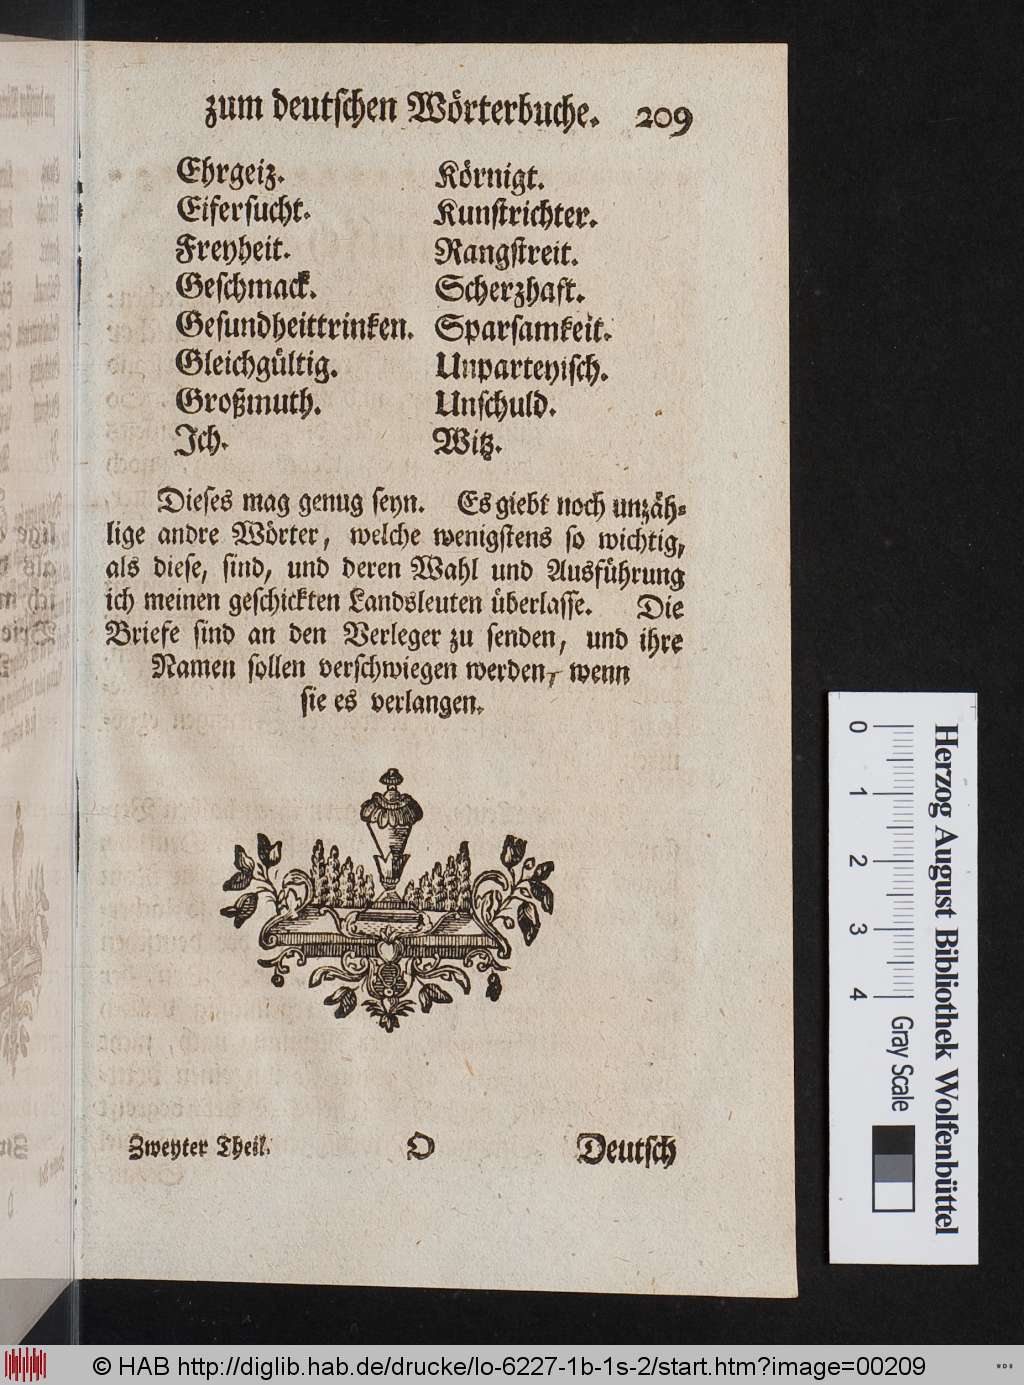 zum deutschen Wörterbuche. 209
Ehrgeiz.
Eifersucht.
Freyheit.
Geschmack.
Gesundheittrinken.
Gleichgültig.
Großmuth.
Ich.
Körnigt.
Kunstrichter.
Rangstreit.
Scherzhaft.
Sparsamkeit.
Unparteyisch.
Unschuld.
Witz.
Dieses mag genug seyn. Es giebt noch unzäh-
lige andre Wörter, welche wenigstens so wichtig,
als diese, sind, und deren Wahl und Ausführung
ich meinen geschickten Landsleuten überlasse. Die
Briefe sind an den Verleger zu senden, und ihre
Namen sollen verschwiegen werden, wenn
sie es verlangen.
Zweyter Theil. O Deutsch
Herzog August Bibliothek Wolfenbüttel
0 1 2 3 4 Gray Scale
© HAB http://diglib.hab.de/drucke/lo-6227-1b-1s-2/start.htm?image=00209
WDB